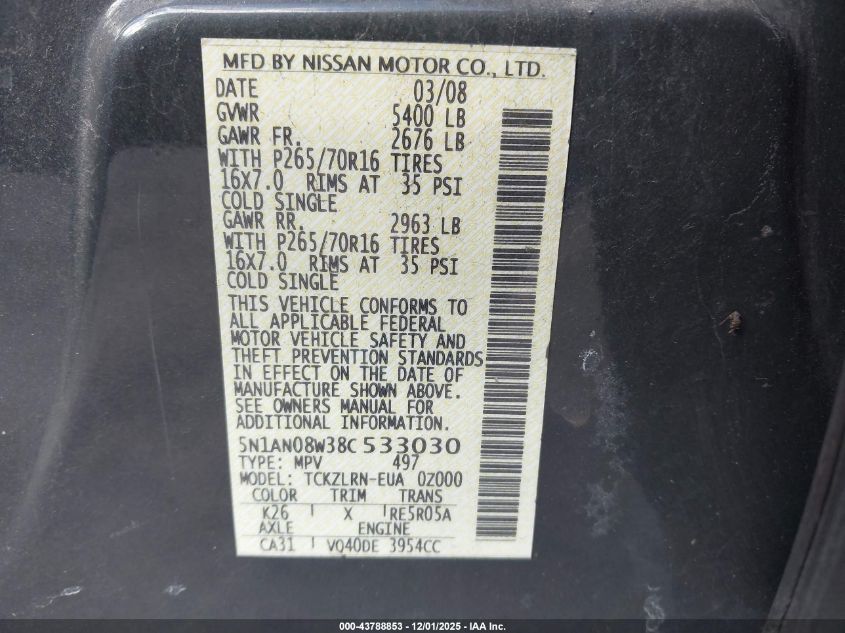 MFD BY NISSAN MOTOR CO., LTD.
DATE 03/08
GVWR 5400 LB
GAWR FR. 2676 LB
WITH P265/70R16 TIRES
16X7.0 RIMS AT 35 PSI
COLD SINGLE
GAWR RR. 2963 LB
WITH P265/70R16 TIRES
16X7.0 RIMS AT 35 PSI
COLD SINGLE
THIS VEHICLE CONFORMS TO
ALL APPLICABLE FEDERAL
MOTOR VEHICLE SAFETY AND
THEFT PREVENTION STANDARDS
IN EFFECT ON THE DATE OF
MANUFACTURE SHOWN ABOVE.
SEE OWNERS MANUAL FOR
ADDITIONAL INFORMATION.
5N1AN08W38C533030
TYPE: MPV 497
MODEL: TCKZLRN-EUA 0Z000
COLOR TRIM TRANS
K26 X RE5R05A
AXLE ENGINE
CA31 VQ40DE 3954CC
000-43788853 - 12/01/2025 - IAA Inc.